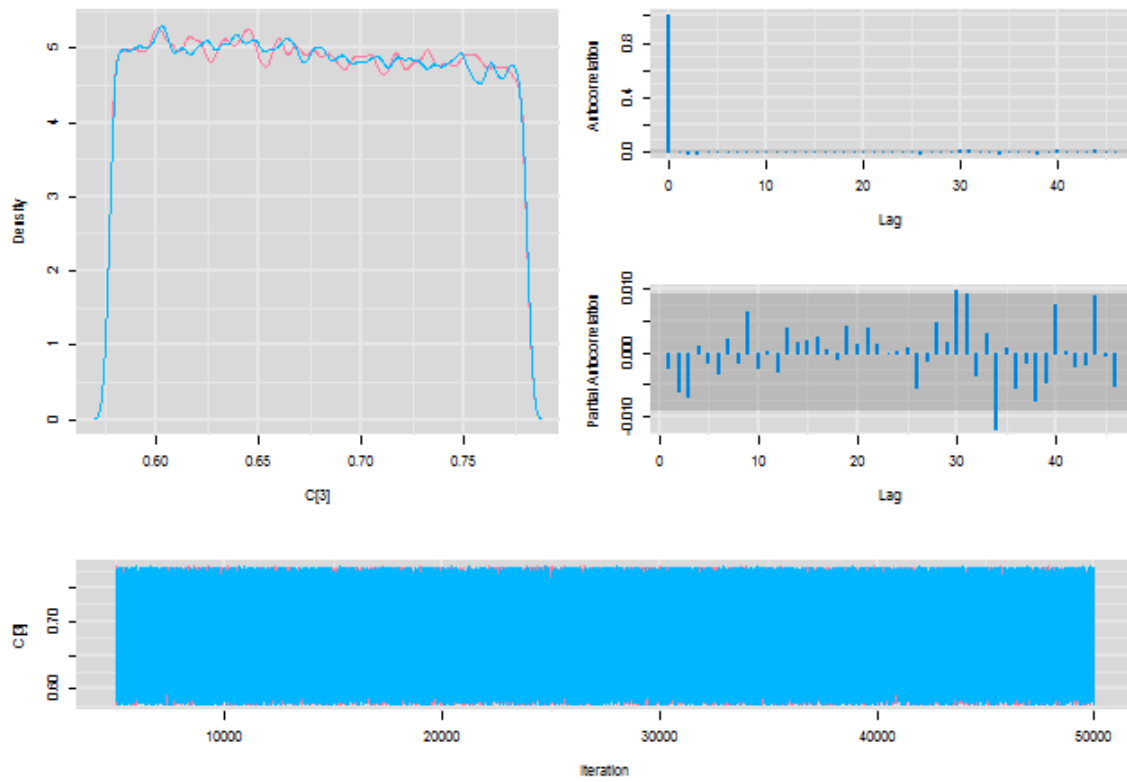 Density
0 1 2 3 4 5
0.60 0.65 0.70 0.75
C[3]
Autocorrelation
0.0 0.4 0.8
0 10 20 30 40
Lag
Partial Autocorrelation
-0.010 0.000 0.010
0 10 20 30 40
Lag
C[3]
0.60 0.70
10000 20000 30000 40000 50000
Iteration